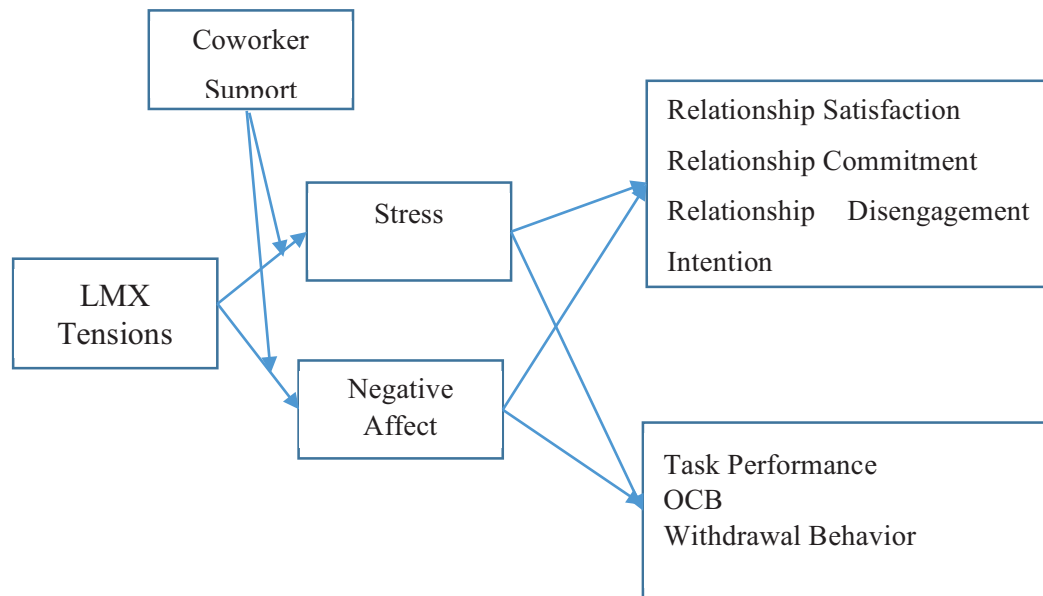 Coworker
Support
Relationship Satisfaction
Relationship Commitment
Relationship Disengagement
Intention
Stress
LMX
Tensions
Negative
Affect
Task Performance
OCB
Withdrawal Behavior